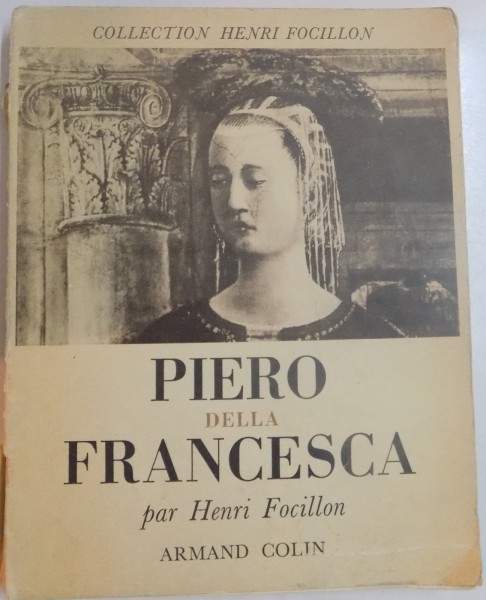 COLLECTION HENRI FOCILLON
PIERO
DELLA
FRANCESCA
par Henri Focillon
ARMAND COLIN